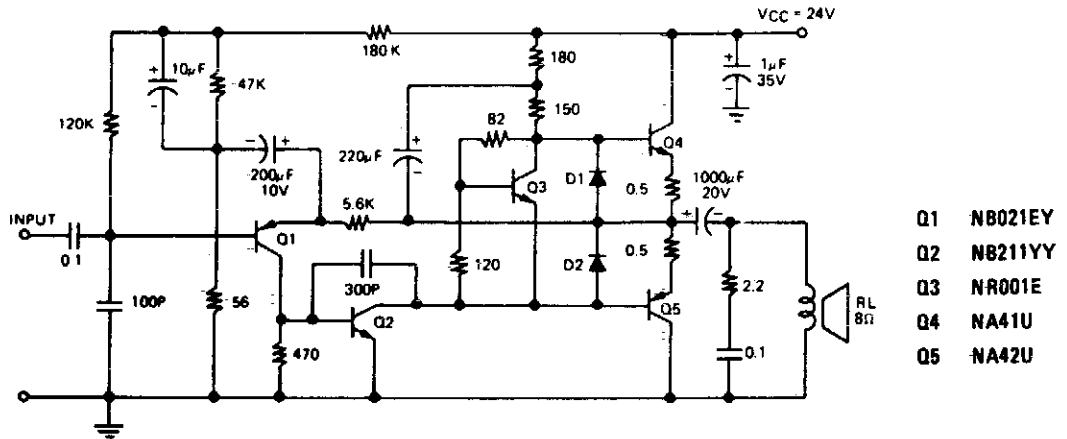 VCC = 24V
180 K
180
10µF
+
-
47K
1µF
35V
+
-
150
120K
82
Q4
- +
200µF
10V
220µF
+
-
Q3
D1
0.5
1000µF
20V
+ -
INPUT
5.6K
Q1
0.1
D2
0.5
120
300P
2.2
100P
56
Q2
Q5
RL
8Ω
470
0.1
Q1 NB021EY
Q2 NB211YY
Q3 NR001E
Q4 NA41U
Q5 NA42U